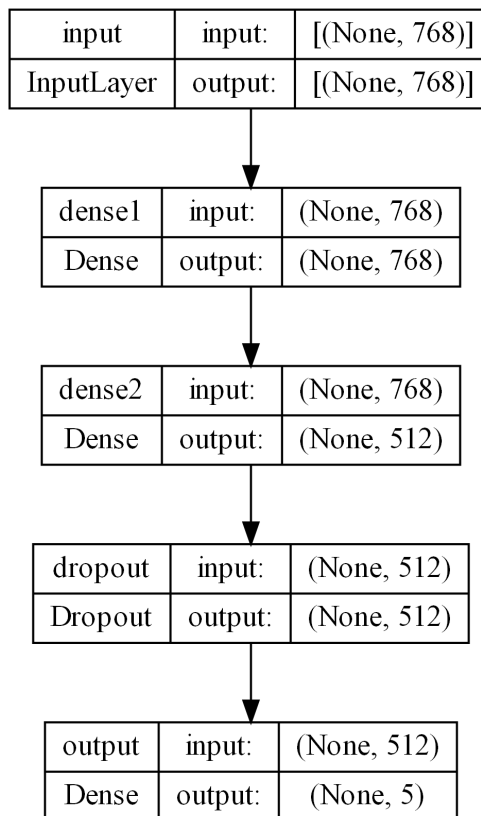 input input: [(None, 768)]
InputLayer output: [(None, 768)]
dense1 input: (None, 768)
Dense output: (None, 768)
dense2 input: (None, 768)
Dense output: (None, 512)
dropout input: (None, 512)
Dropout output: (None, 512)
output input: (None, 512)
Dense output: (None, 5)